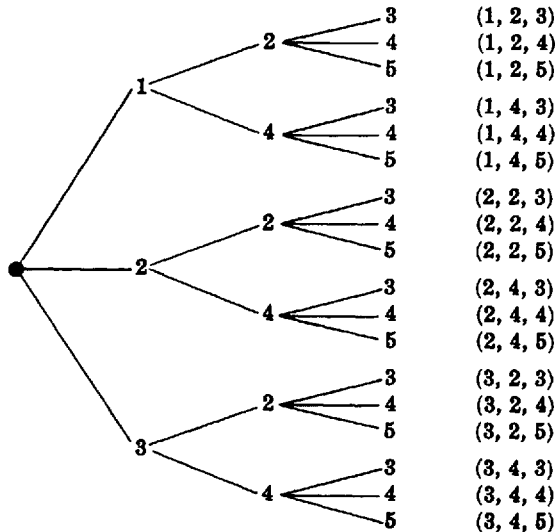 3 (1, 2, 3)
2 4 (1, 2, 4)
5 (1, 2, 5)
1
3 (1, 4, 3)
4 4 (1, 4, 4)
5 (1, 4, 5)
3 (2, 2, 3)
2 4 (2, 2, 4)
5 (2, 2, 5)
2
3 (2, 4, 3)
4 4 (2, 4, 4)
5 (2, 4, 5)
3 (3, 2, 3)
2 4 (3, 2, 4)
5 (3, 2, 5)
3
3 (3, 4, 3)
4 4 (3, 4, 4)
5 (3, 4, 5)